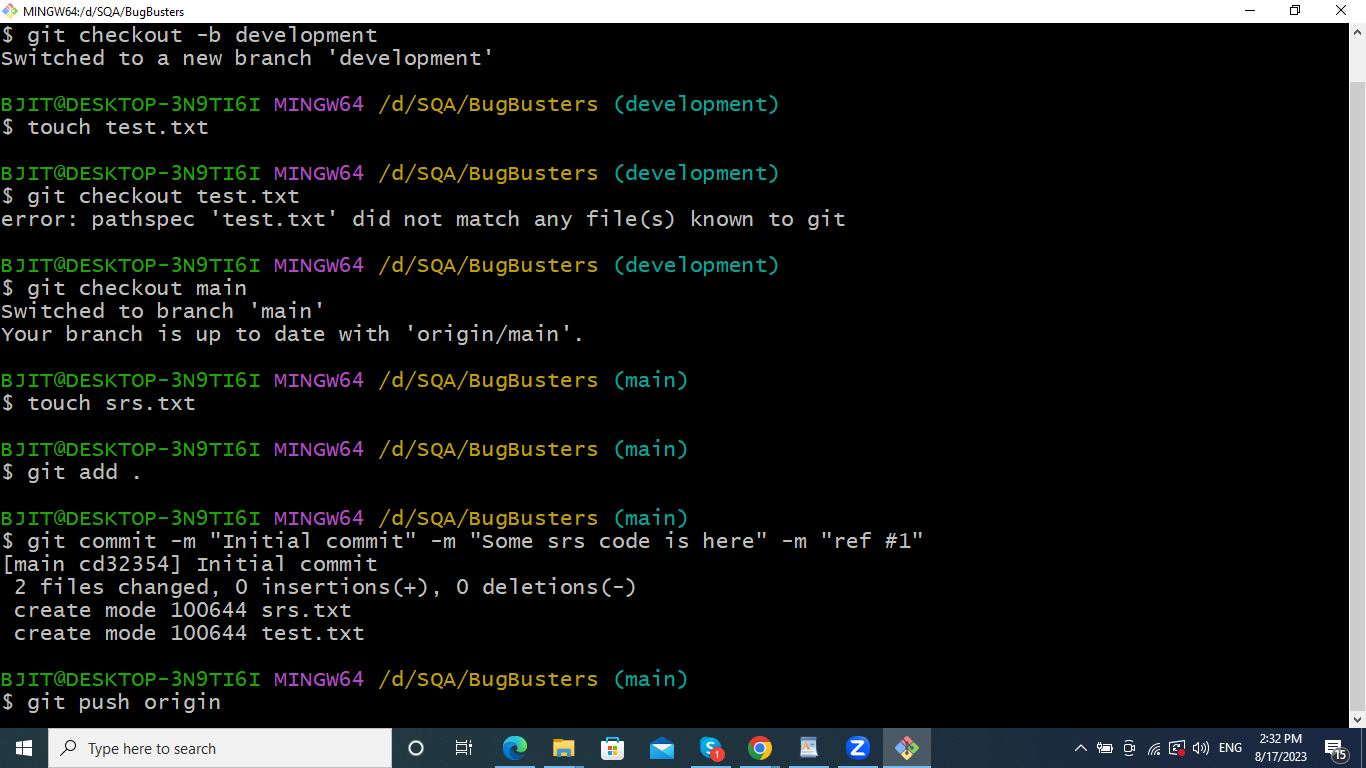 MINGW64:/d/SQA/BugBusters
$ git checkout -b development
Switched to a new branch 'development'
BJIT@DESKTOP-3N9TI6I MINGW64 /d/SQA/BugBusters (development)
$ touch test.txt
BJIT@DESKTOP-3N9TI6I MINGW64 /d/SQA/BugBusters (development)
$ git checkout test.txt
error: pathspec 'test.txt' did not match any file(s) known to git
BJIT@DESKTOP-3N9TI6I MINGW64 /d/SQA/BugBusters (development)
$ git checkout main
Switched to branch 'main'
Your branch is up to date with 'origin/main'.
BJIT@DESKTOP-3N9TI6I MINGW64 /d/SQA/BugBusters (main)
$ touch srs.txt
BJIT@DESKTOP-3N9TI6I MINGW64 /d/SQA/BugBusters (main)
$ git add .
BJIT@DESKTOP-3N9TI6I MINGW64 /d/SQA/BugBusters (main)
$ git commit -m "Initial commit" -m "Some srs code is here" -m "ref #1"
[main cd32354] Initial commit
 2 files changed, 0 insertions(+), 0 deletions(-)
 create mode 100644 srs.txt
 create mode 100644 test.txt
BJIT@DESKTOP-3N9TI6I MINGW64 /d/SQA/BugBusters (main)
$ git push origin
Type here to search
1
ENG
2:32 PM
8/17/2023
15